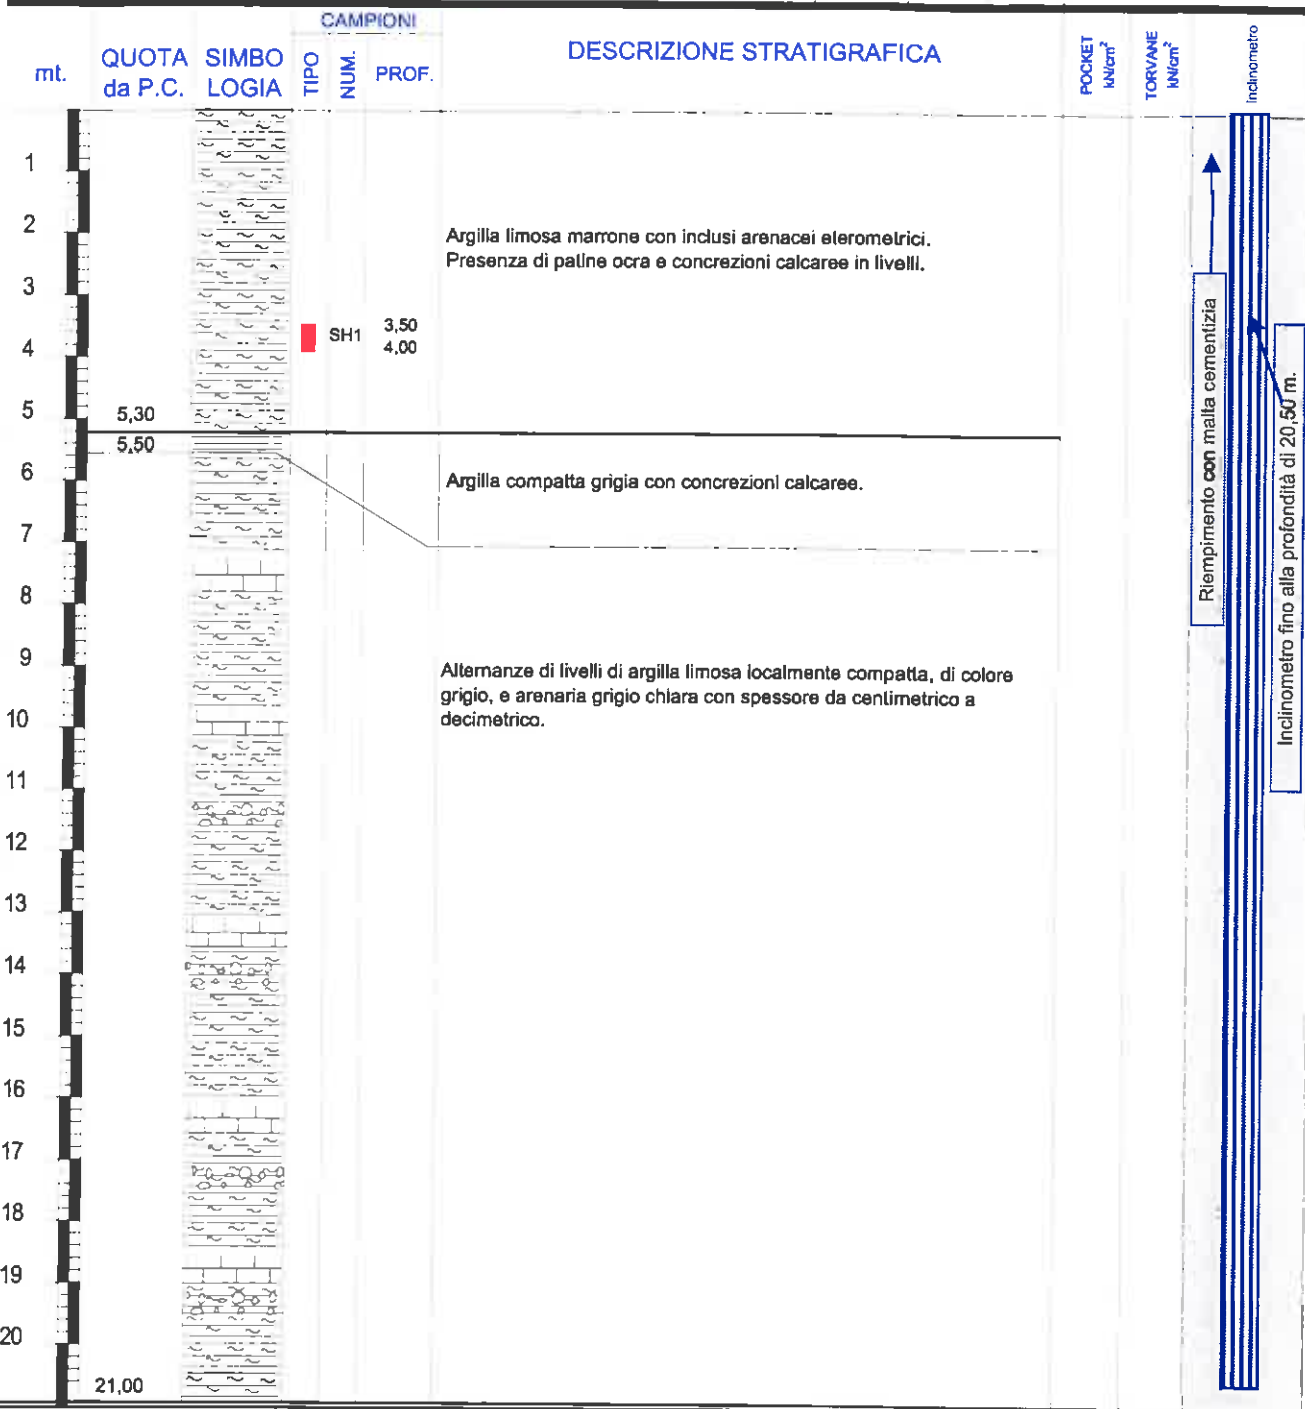 CAMPIONI
mt.
QUOTA
da P.C.
SIMBO
LOGIA
TIPO
NUM.
PROF.
DESCRIZIONE STRATIGRAFICA
POCKET
kN/cm²
TORVANE
kN/cm²
Inclinometro
1
2
Argilla limosa marrone con inclusi arenacei eterometrici.
Presenza di patine ocra e concrezioni calcaree in livelli.
3
SH1
3,50
4,00
4
5
5,30
5,50
6
Argilla compatta grigia con concrezioni calcaree.
7
8
9
Alternanze di livelli di argilla limosa localmente compatta, di colore
grigio, e arenaria grigio chiara con spessore da centimetrico a
decimetrico.
10
11
12
13
14
15
16
17
18
19
20
21,00
Riempimento con malta cementizia
Inclinometro fino alla profondità di 20,50 m.